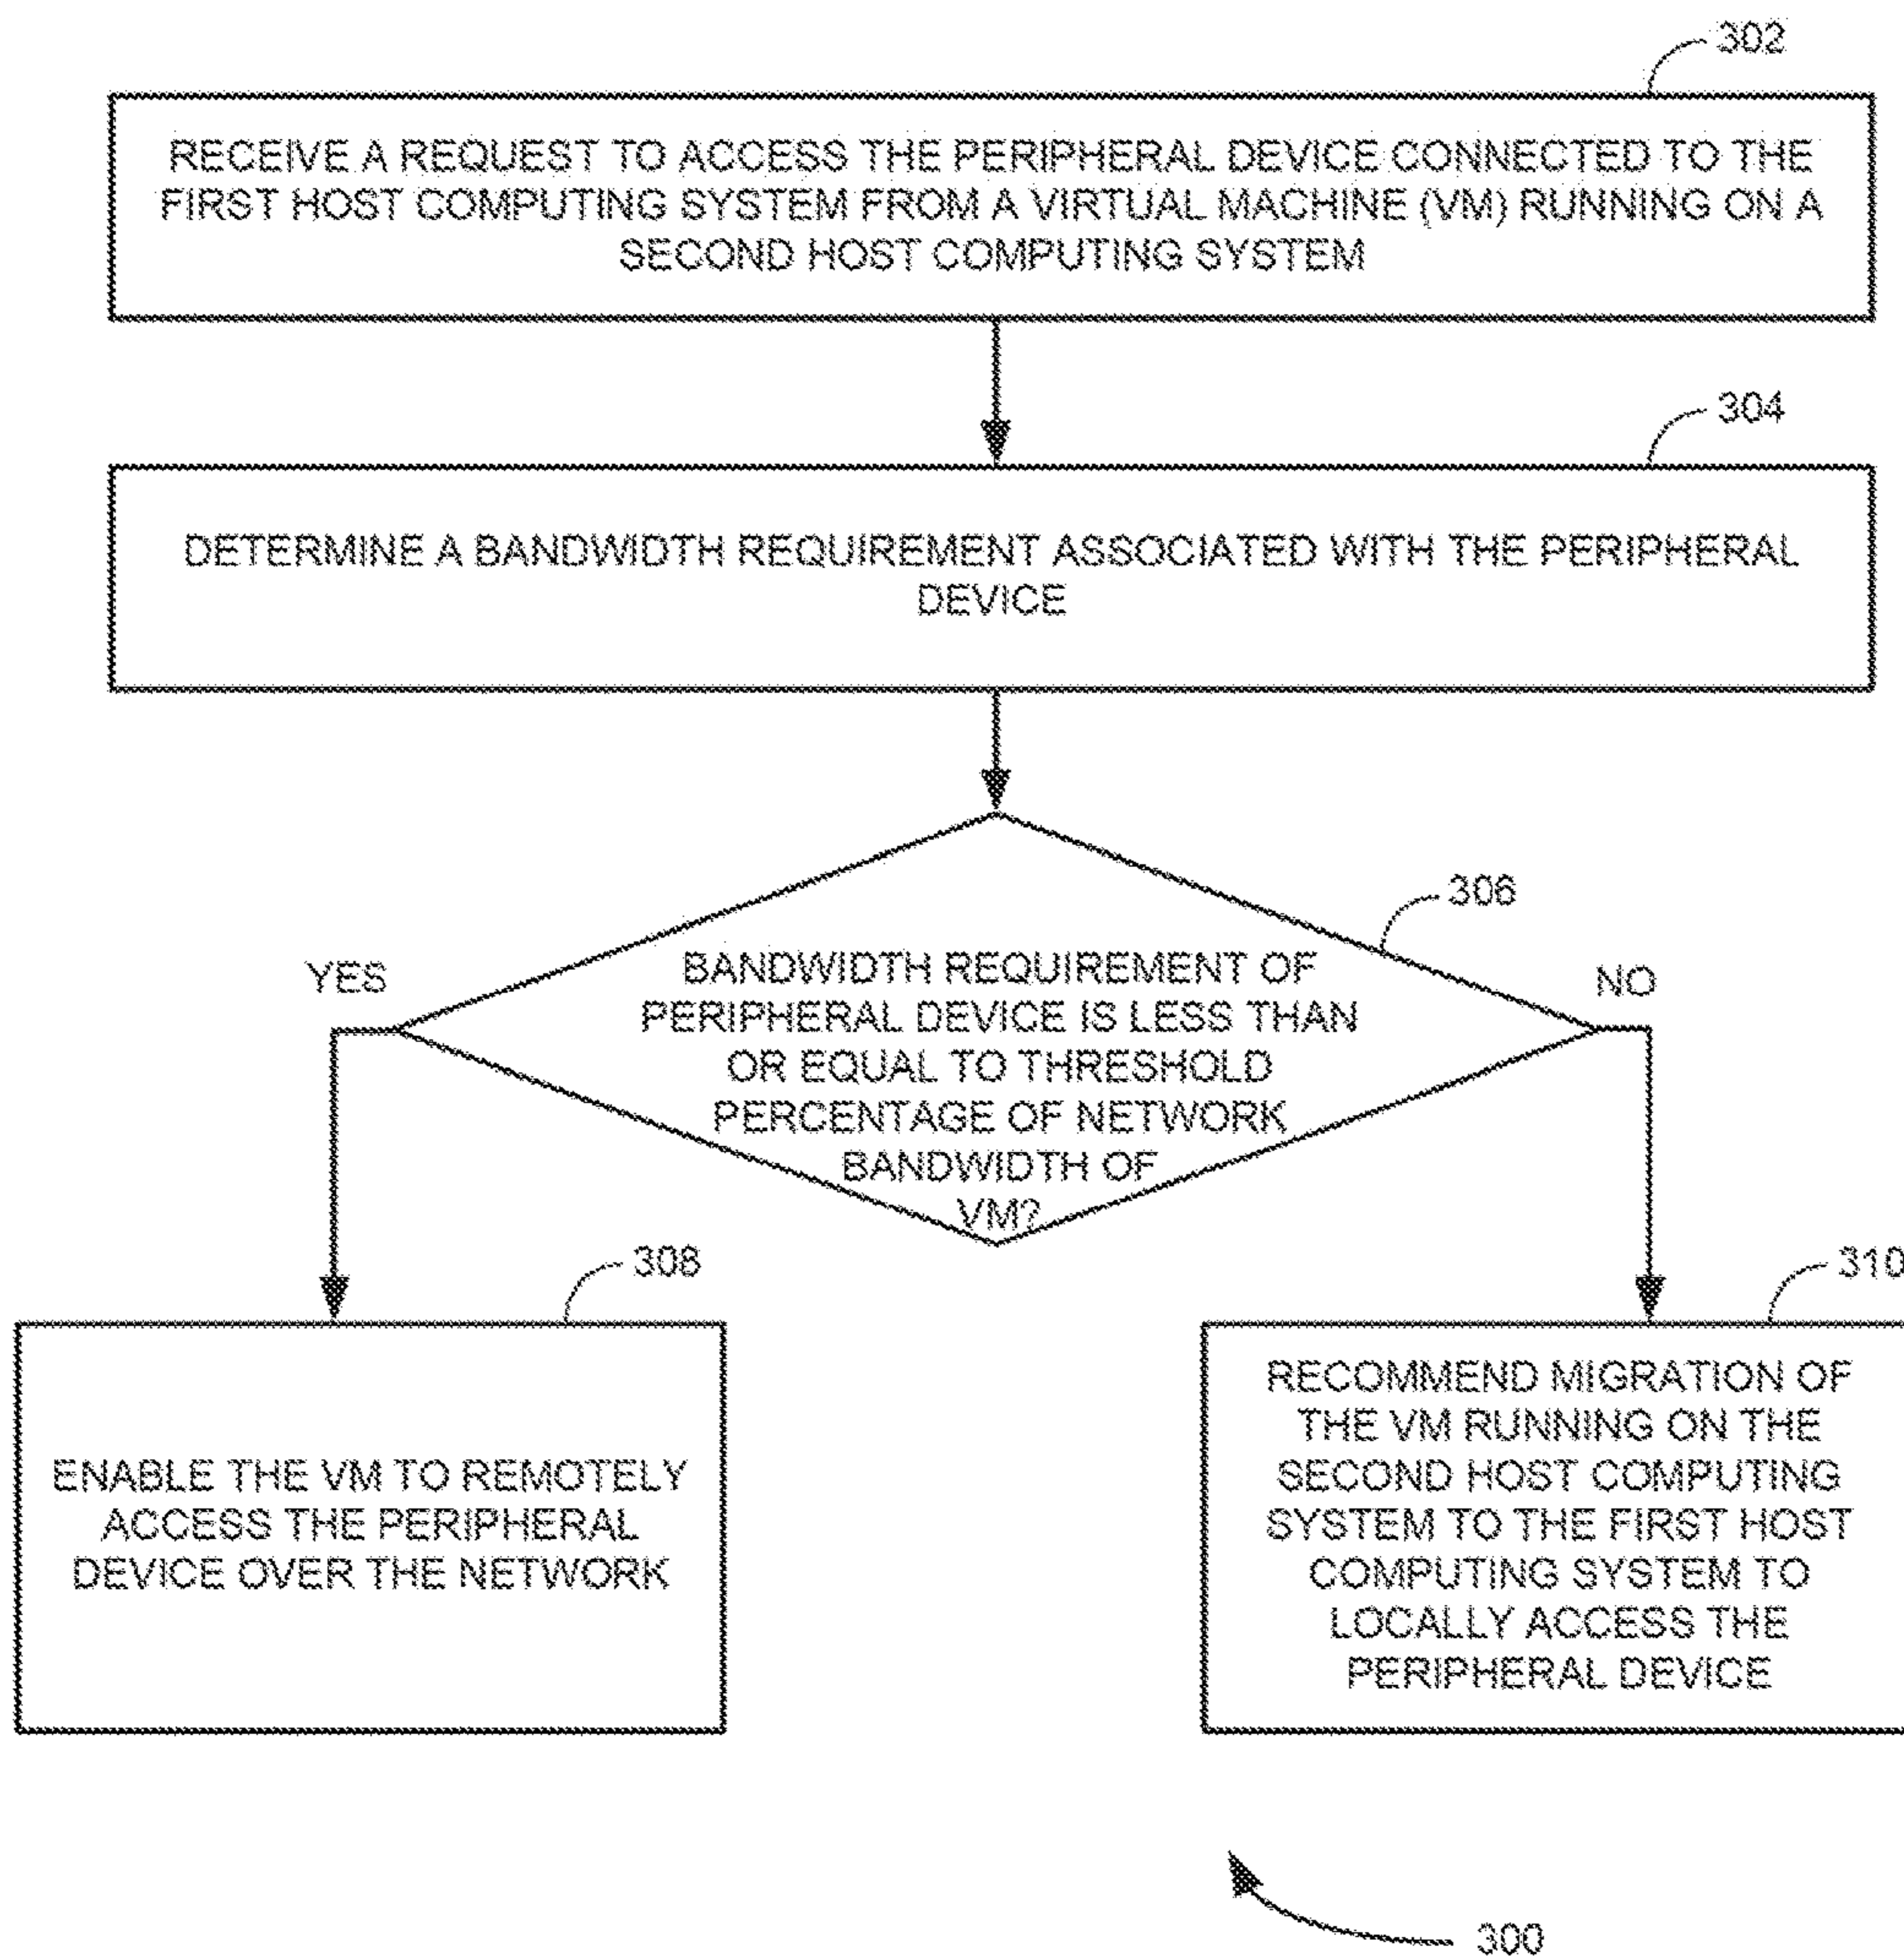 302
RECEIVE A REQUEST TO ACCESS THE PERIPHERAL DEVICE CONNECTED TO THE
FIRST HOST COMPUTING SYSTEM FROM A VIRTUAL MACHINE (VM) RUNNING ON A
SECOND HOST COMPUTING SYSTEM
304
DETERMINE A BANDWIDTH REQUIREMENT ASSOCIATED WITH THE PERIPHERAL
DEVICE
306
YES
NO
BANDWIDTH REQUIREMENT OF
PERIPHERAL DEVICE IS LESS THAN
OR EQUAL TO THRESHOLD
PERCENTAGE OF NETWORK
BANDWIDTH OF
VM?
308
ENABLE THE VM TO REMOTELY
ACCESS THE PERIPHERAL
DEVICE OVER THE NETWORK
310
RECOMMEND MIGRATION OF
THE VM RUNNING ON THE
SECOND HOST COMPUTING
SYSTEM TO THE FIRST HOST
COMPUTING SYSTEM TO
LOCALLY ACCESS THE
PERIPHERAL DEVICE
300